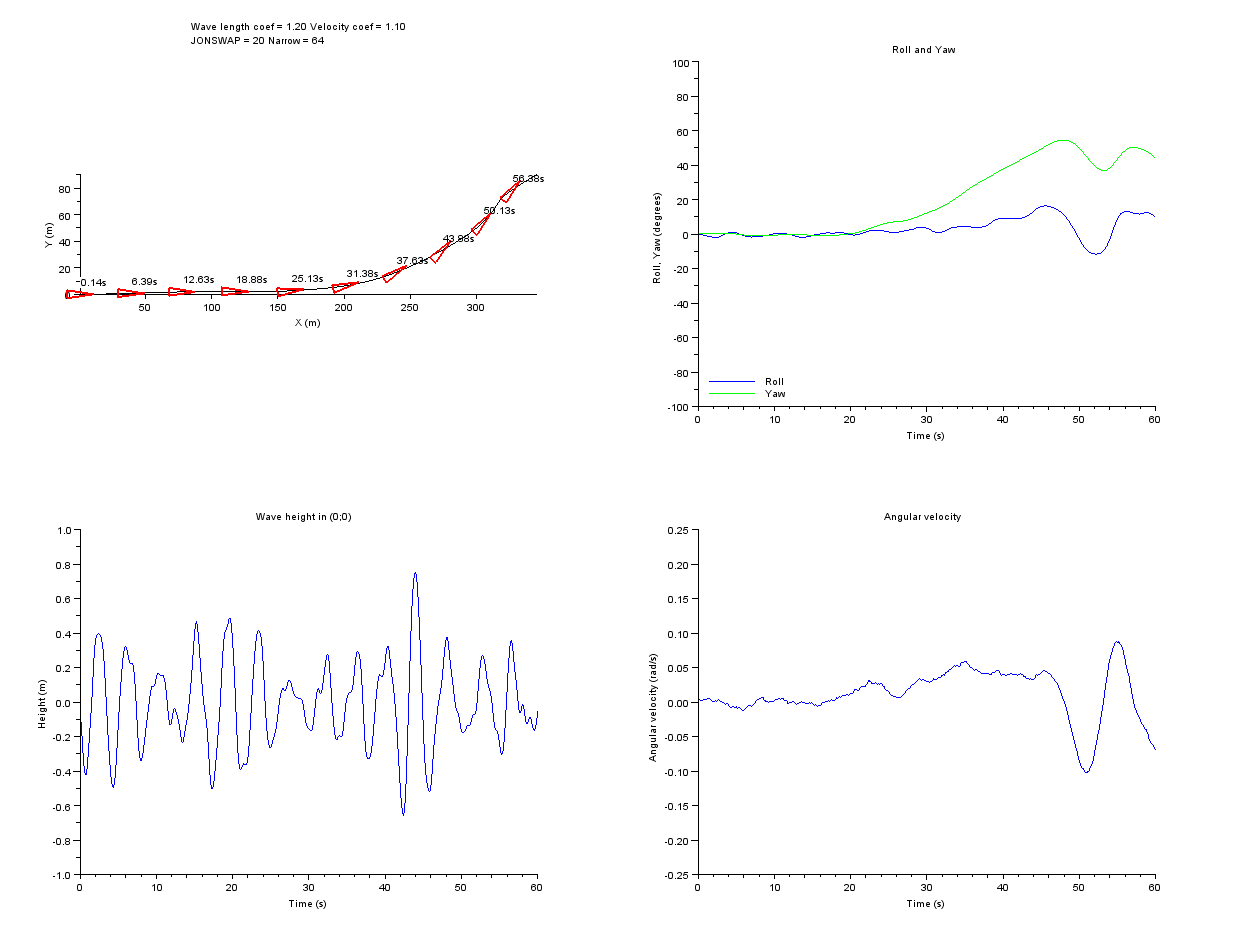 Wave length coef = 1.20 Velocity coef = 1.10
JONSWAP = 20 Narrow = 64
Y (m)
80
60
40
20
0
-0.14s
6.39s
12.63s
18.88s
25.13s
31.38s
37.63s
43.88s
50.13s
56.38s
50
100
150
200
250
300
X (m)
Roll and Yaw
Roll, Yaw (degrees)
100
80
60
40
20
0
-20
-40
-60
-80
-100
Roll
Yaw
0
10
20
30
40
50
60
Time (s)
Wave height in (0;0)
Height (m)
1.0
0.8
0.6
0.4
0.2
0.0
-0.2
-0.4
-0.6
-0.8
-1.0
0
10
20
30
40
50
60
Time (s)
Angular velocity
Angular velocity (rad/s)
0.25
0.20
0.15
0.10
0.05
0.00
-0.05
-0.10
-0.15
-0.20
-0.25
0
10
20
30
40
50
60
Time (s)